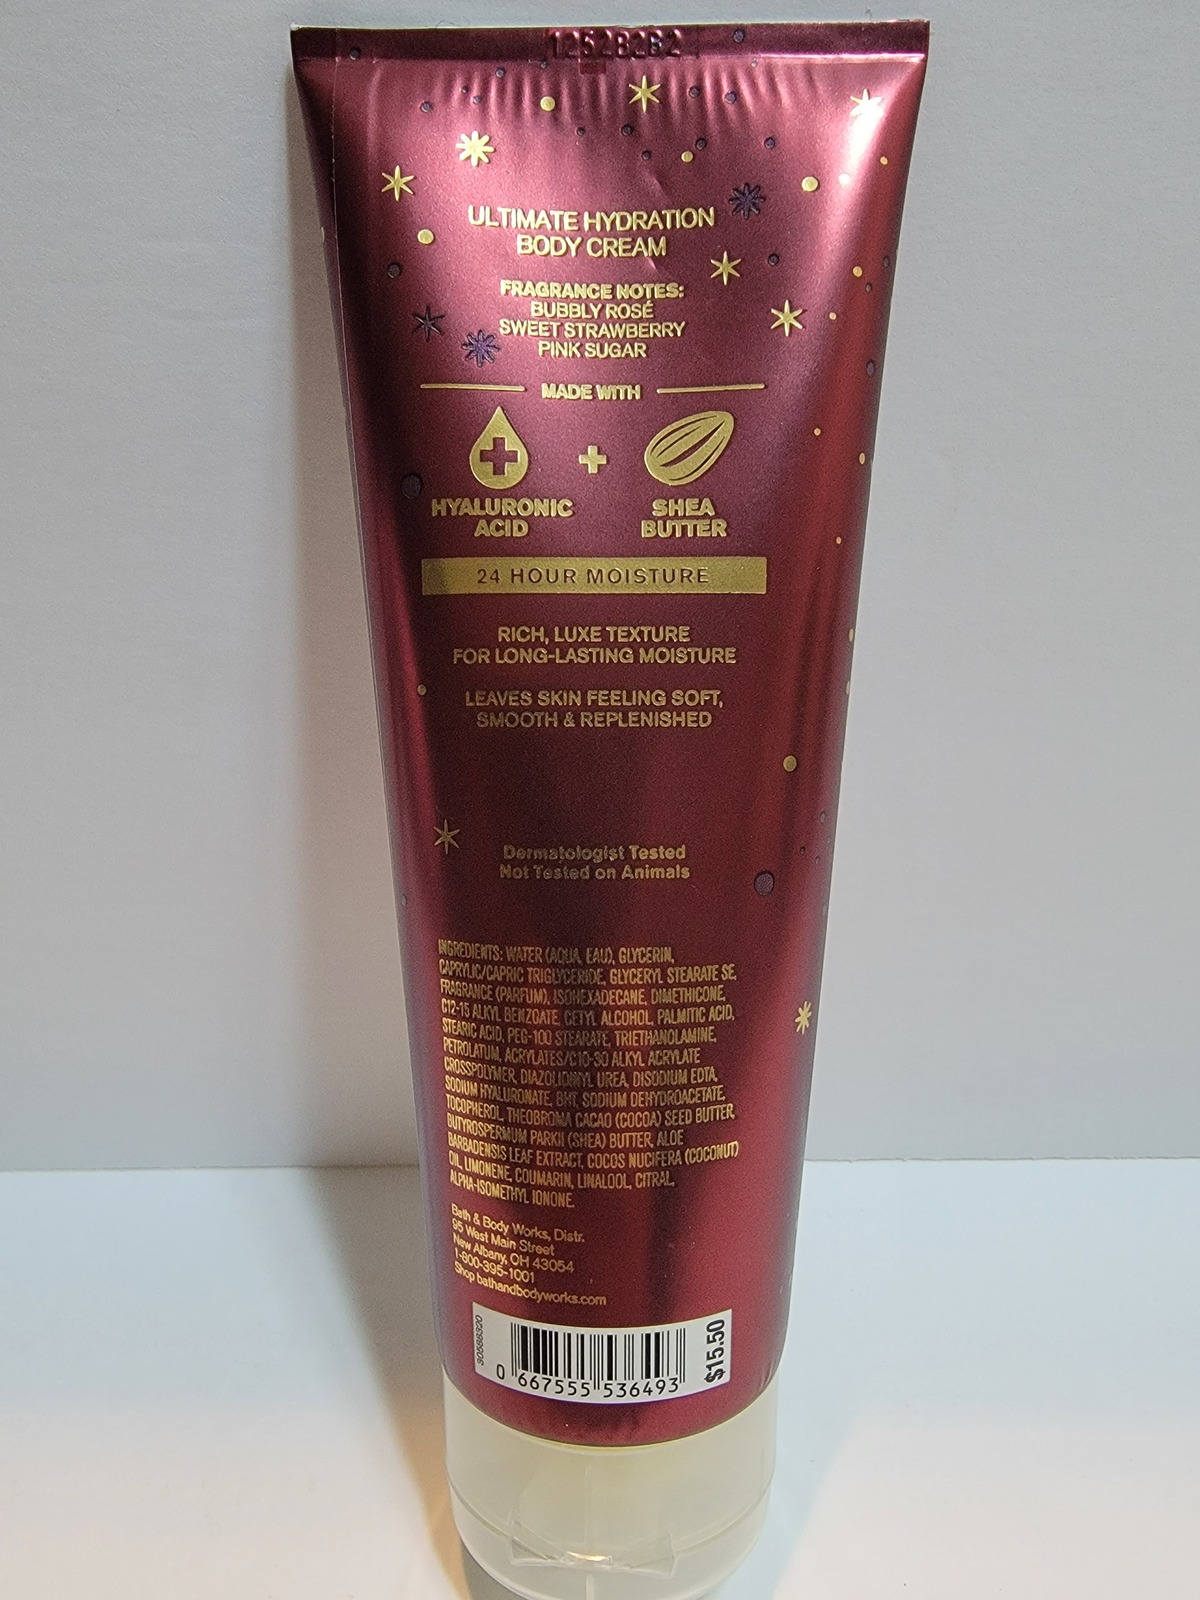 ULTIMATE HYDRATION
BODY CREAM
FRAGRANCE NOTES:
BUBBLY ROSÉ
SWEET STRAWBERRY
PINK SUGAR
MADE WITH
HYALURONIC
ACID
+
SHEA
BUTTER
24 HOUR MOISTURE
RICH, LUXE TEXTURE
FOR LONG-LASTING MOISTURE
LEAVES SKIN FEELING SOFT,
SMOOTH & REPLENISHED
Dermatologist Tested
Not Tested on Animals
INGREDIENTS: WATER (AQUA, EAU), GLYCERIN,
CAPRYLIC/CAPRIC TRIGLYCERIDE, GLYCERYL STEARATE SE,
FRAGRANCE (PARFUM), ISOHEXADECANE, DIMETHICONE,
C12-15 ALKYL BENZOATE, CETYL ALCOHOL, PALMITIC ACID,
STEARIC ACID, PEG-100 STEARATE, TRIETHANOLAMINE,
PETROLATUM, ACRYLATES/C10-30 ALKYL ACRYLATE
CROSSPOLYMER, DIAZOLIDINYL UREA, DISODIUM EDTA,
SODIUM HYALURONATE, BHT, SODIUM DEHYDROACETATE,
TOCOPHEROL, THEOBROMA CACAO (COCOA) SEED BUTTER,
BUTYROSPERMUM PARKII (SHEA) BUTTER, ALOE
BARBADENSIS LEAF EXTRACT, COCOS NUCIFERA (COCONUT)
OIL, LIMONENE, COUMARIN, LINALOOL, CITRAL,
ALPHA-ISOMETHYL IONONE.
Bath & Body Works, Distr.
95 West Main Street
New Albany, OH 43054
1-800-395-1001
Shop bathandbodyworks.com
30588320
0 667555 536493
$15.50